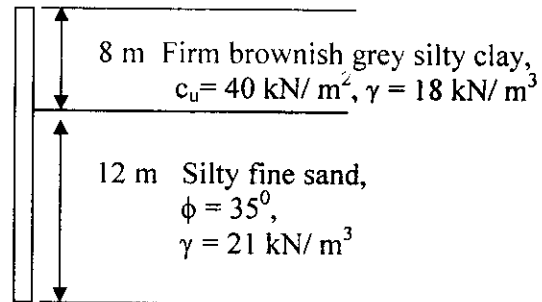 8 m Firm brownish grey silty clay,
c_u= 40 kN/ m², γ = 18 kN/ m³
12 m Silty fine sand,
ϕ = 35⁰,
γ = 21 kN/ m³